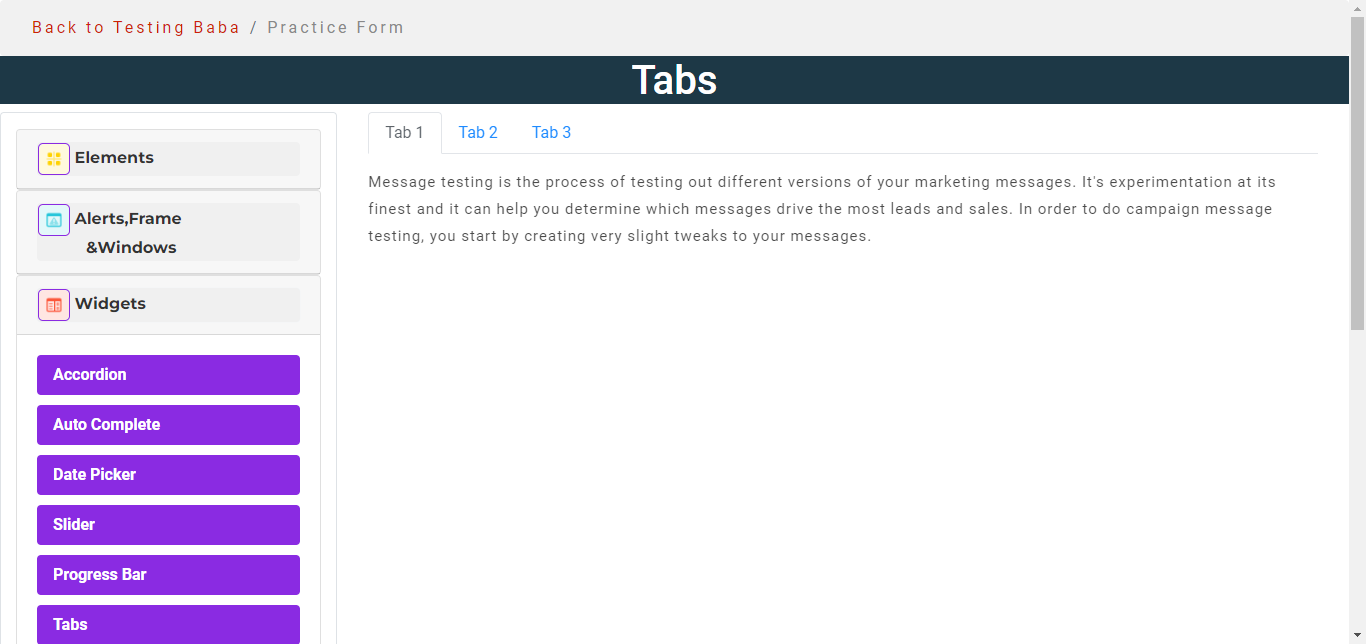 Back to Testing Baba / Practice Form
Tabs
Elements
Alerts,Frame
&Windows
Widgets
Accordion
Auto Complete
Date Picker
Slider
Progress Bar
Tabs
Tab 1 Tab 2 Tab 3
Message testing is the process of testing out different versions of your marketing messages. It's experimentation at its
finest and it can help you determine which messages drive the most leads and sales. In order to do campaign message
testing, you start by creating very slight tweaks to your messages.